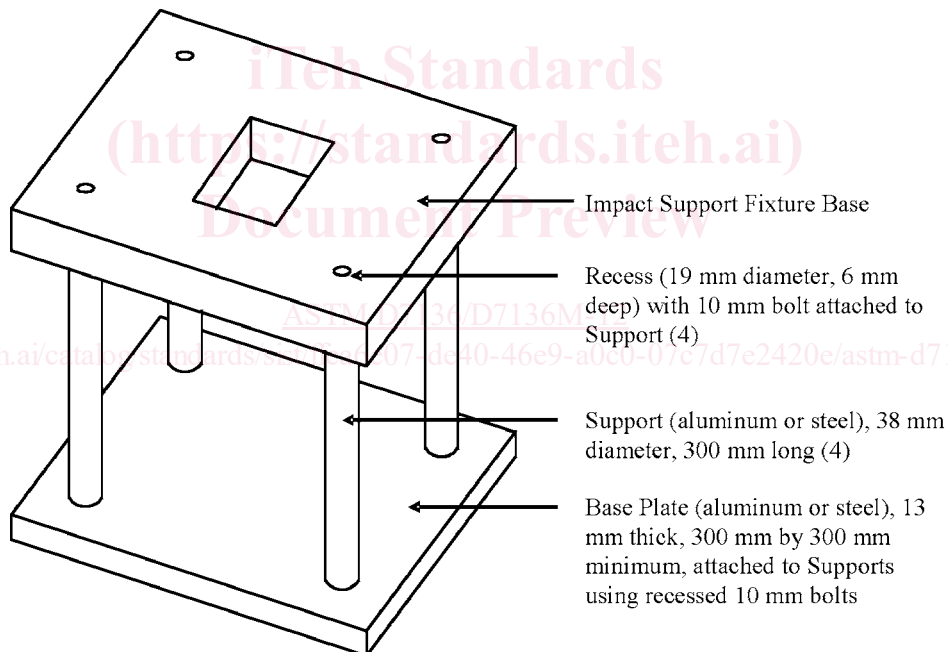 iTeh Standards
(https://standards.iteh.ai)
Document Preview
Impact Support Fixture Base
Recess (19 mm diameter, 6 mm
deep) with 10 mm bolt attached to
Support (4)
Support (aluminum or steel), 38 mm
diameter, 300 mm long (4)
Base Plate (aluminum or steel), 13
mm thick, 300 mm by 300 mm
minimum, attached to Supports
using recessed 10 mm bolts